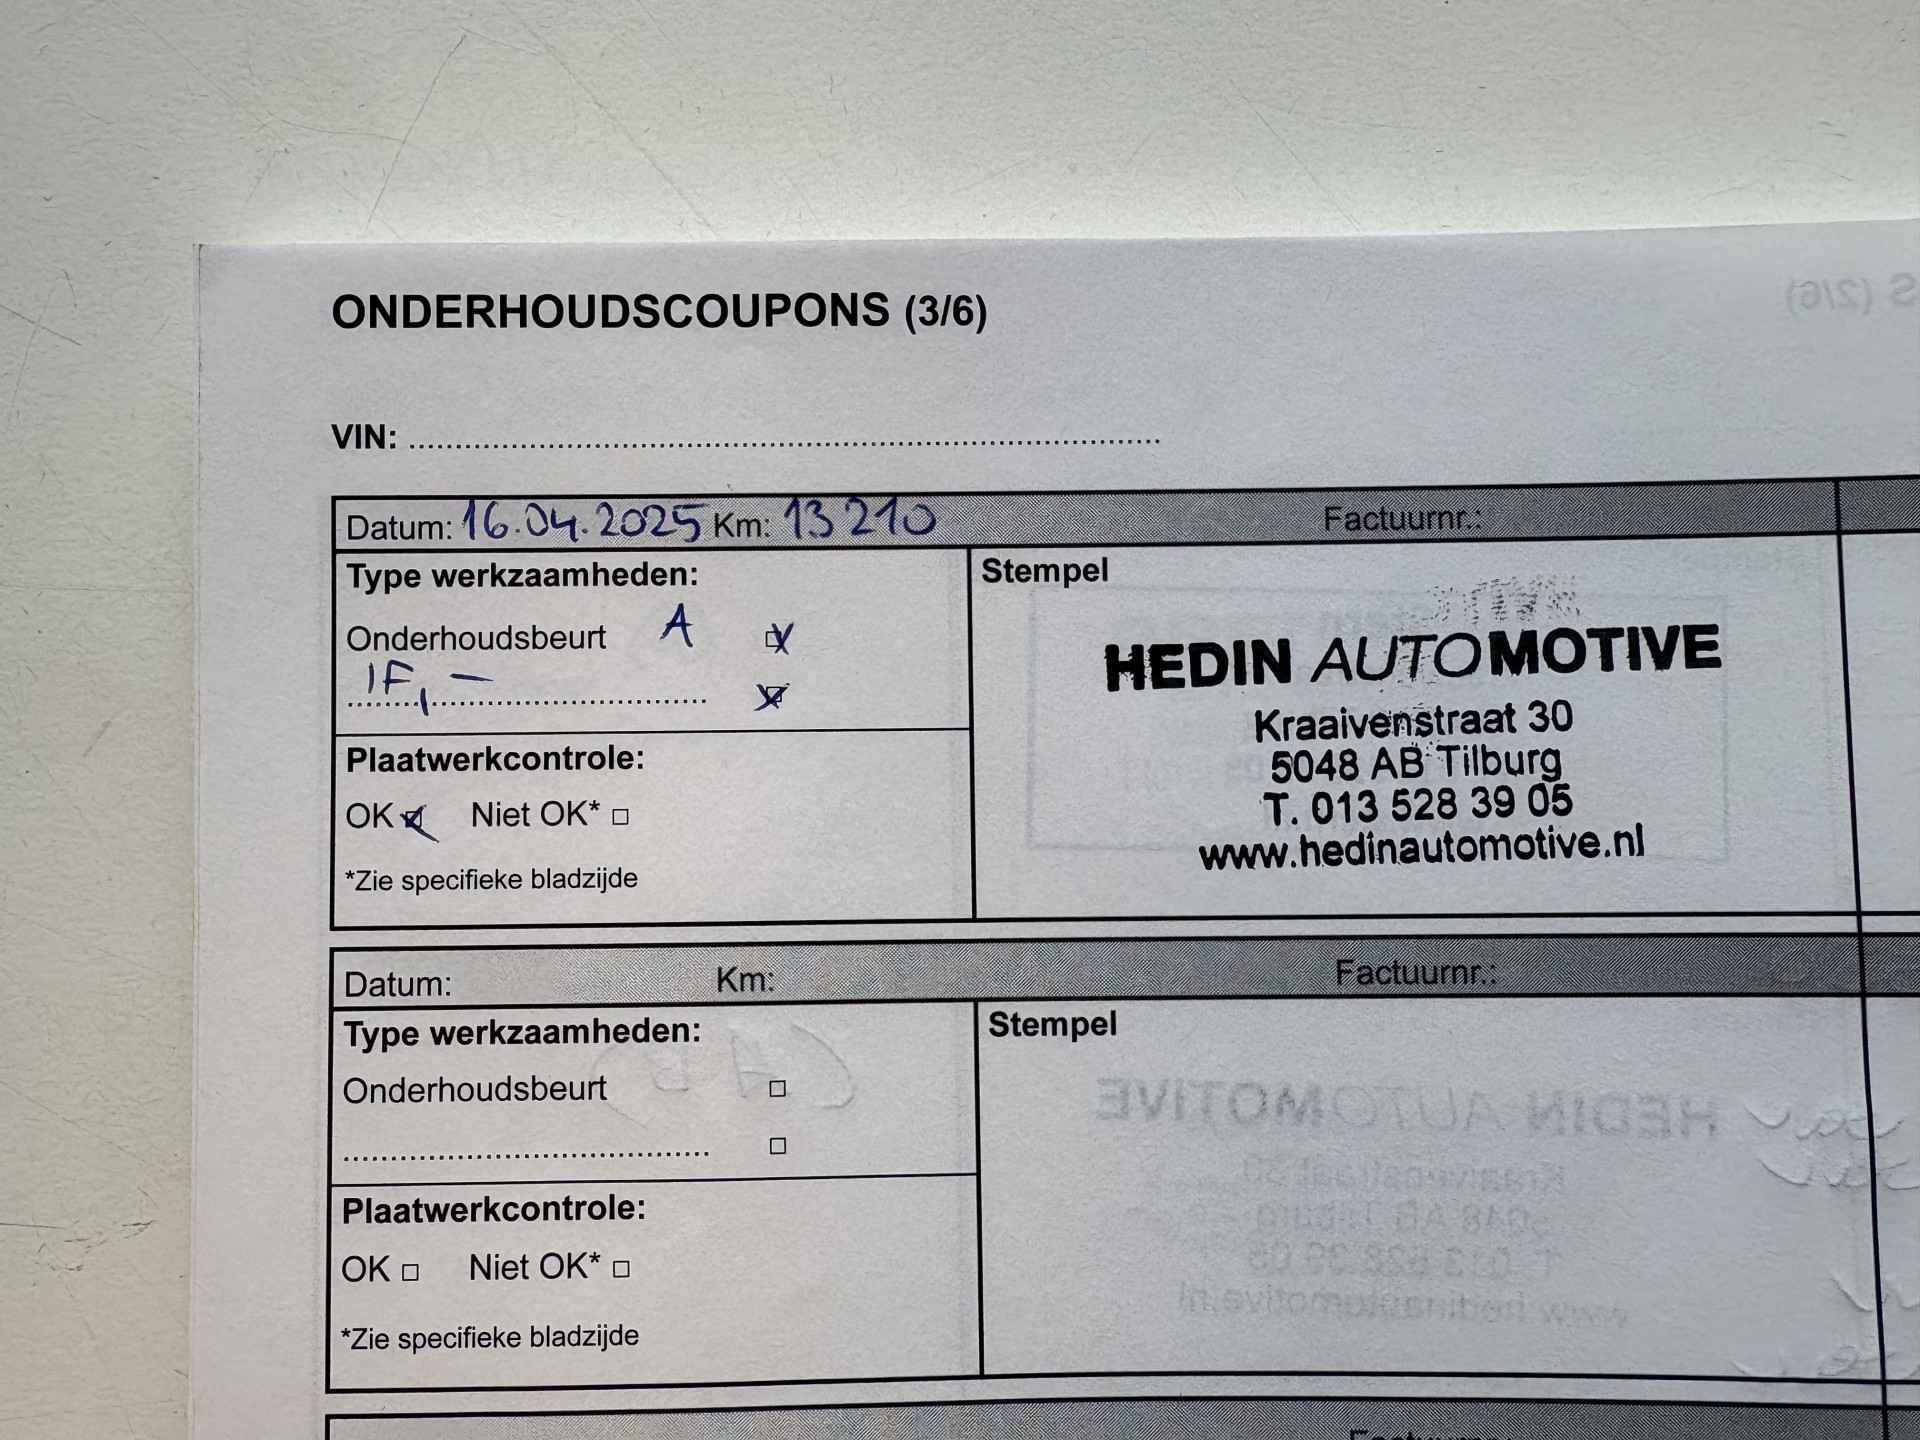 ONDERHOUDSCOUPONS (3/6)
VIN:
Datum: 16.04.2025 Km: 13210 Factuurnr.:
Type werkzaamheden:
Onderhoudsbeurt A
IF, –
Plaatwerkcontrole:
OK Niet OK*
*Zie specifieke bladzijde
Stempel
HEDIN AUTOMOTIVE
Kraaivenstraat 30
5048 AB Tilburg
T. 013 528 39 05
www.hedinautomotive.nl
Datum: Km: Factuurnr.:
Type werkzaamheden:
Onderhoudsbeurt
Plaatwerkcontrole:
OK Niet OK*
*Zie specifieke bladzijde
Stempel